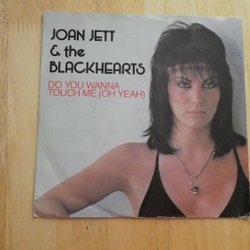 JOAN JETT
& the
BLACKHEARTS
DO YOU WANNA
TOUCH ME (OH YEAH)